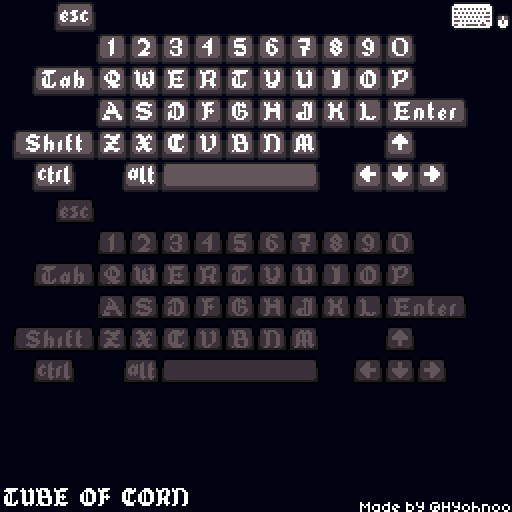 esc
1 2 3 4 5 6 7 8 9 0
Tab Q W E R T Y U I O P
A S D F G H J K L Enter
Shift Z X C V B N M
ctrl alt
esc
1 2 3 4 5 6 7 8 9 0
Tab Q W E R T Y U I O P
A S D F G H J K L Enter
Shift Z X C V B N M
ctrl alt
TUBE OF CORN
Made by @HYohnoo